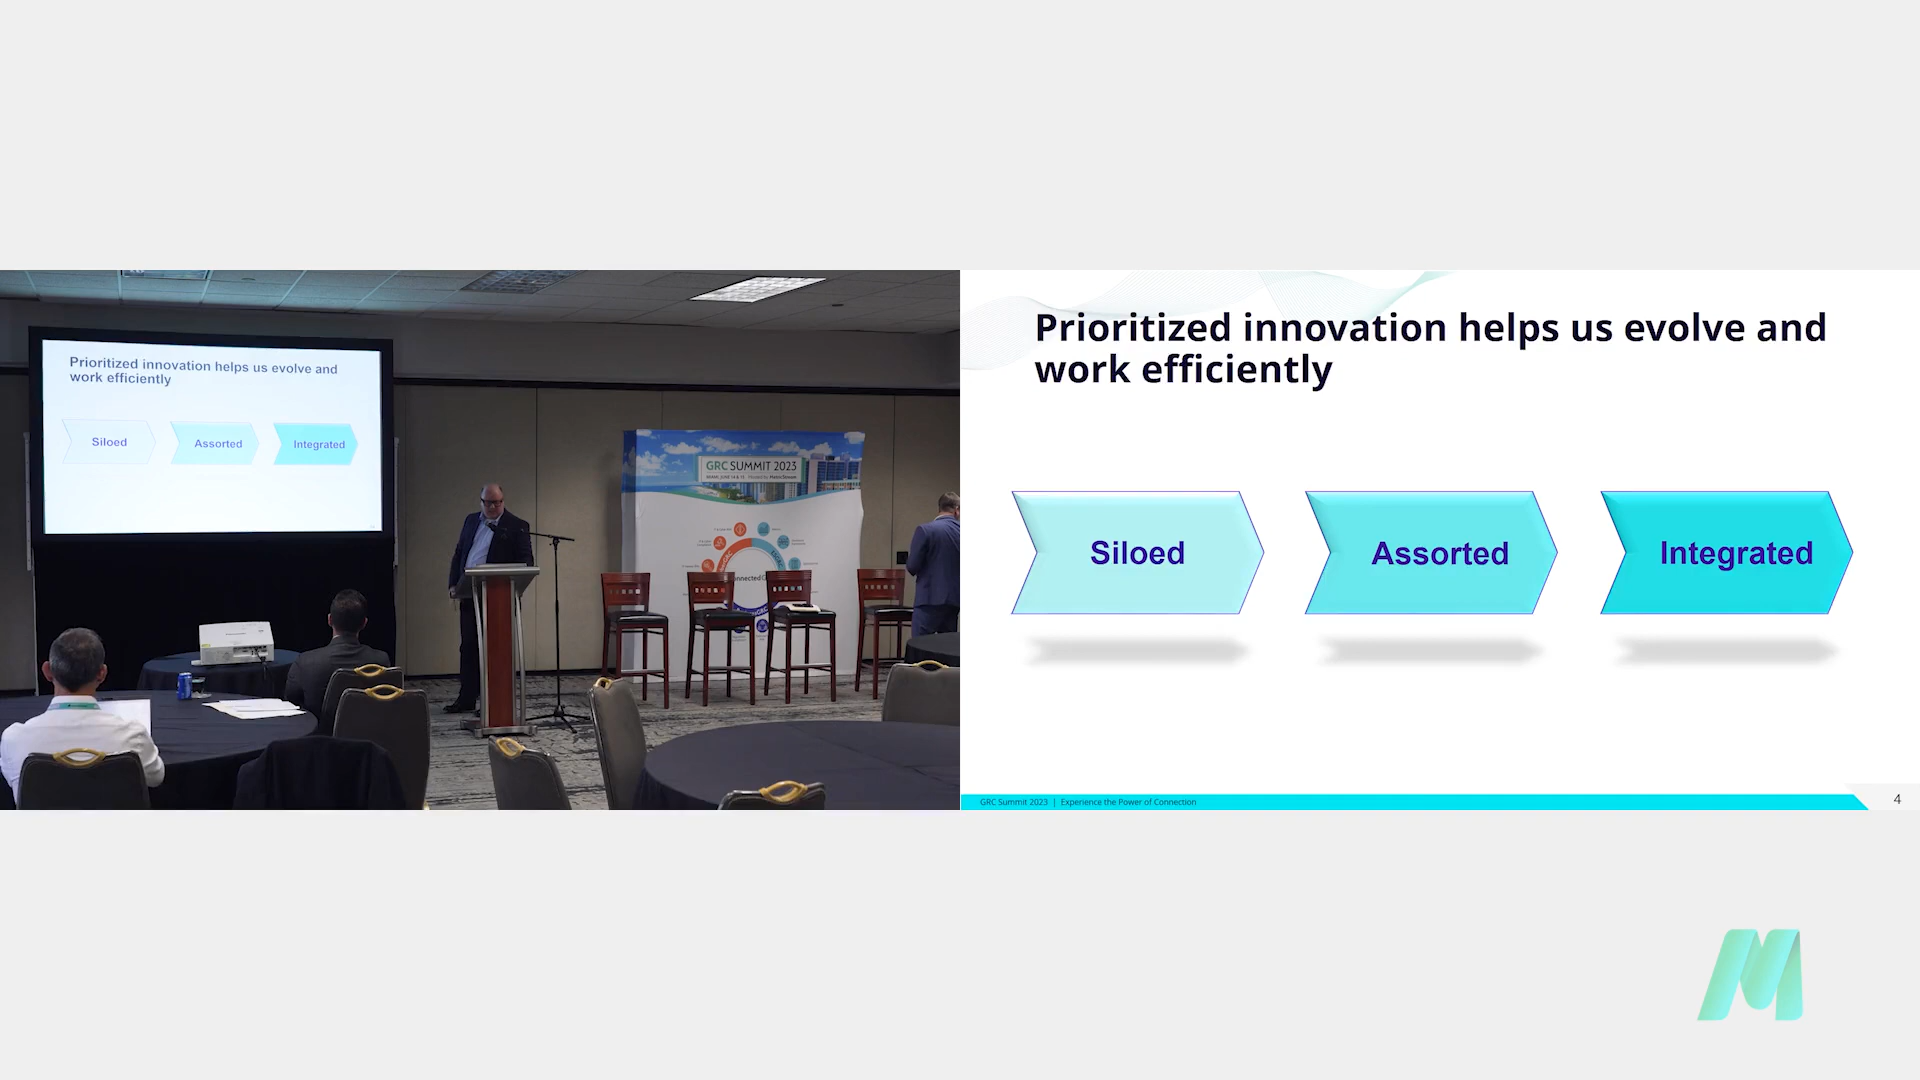 Prioritized innovation helps us evolve and
work efficiently
Siloed
Assorted
Integrated
GRC SUMMIT 2023
Prioritized innovation helps us evolve and
work efficiently
Siloed
Assorted
Integrated
GRC Summit 2023 | Experience the Power of Connection
4